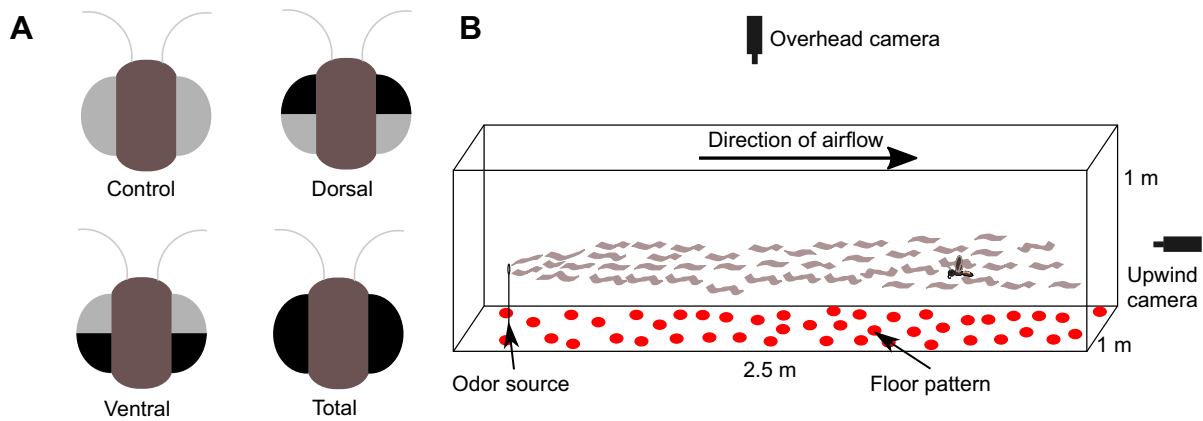 A
Control
Dorsal
Ventral
Total
B
Overhead camera
Direction of airflow
1 m
Upwind
camera
1 m
2.5 m
Odor source
Floor pattern